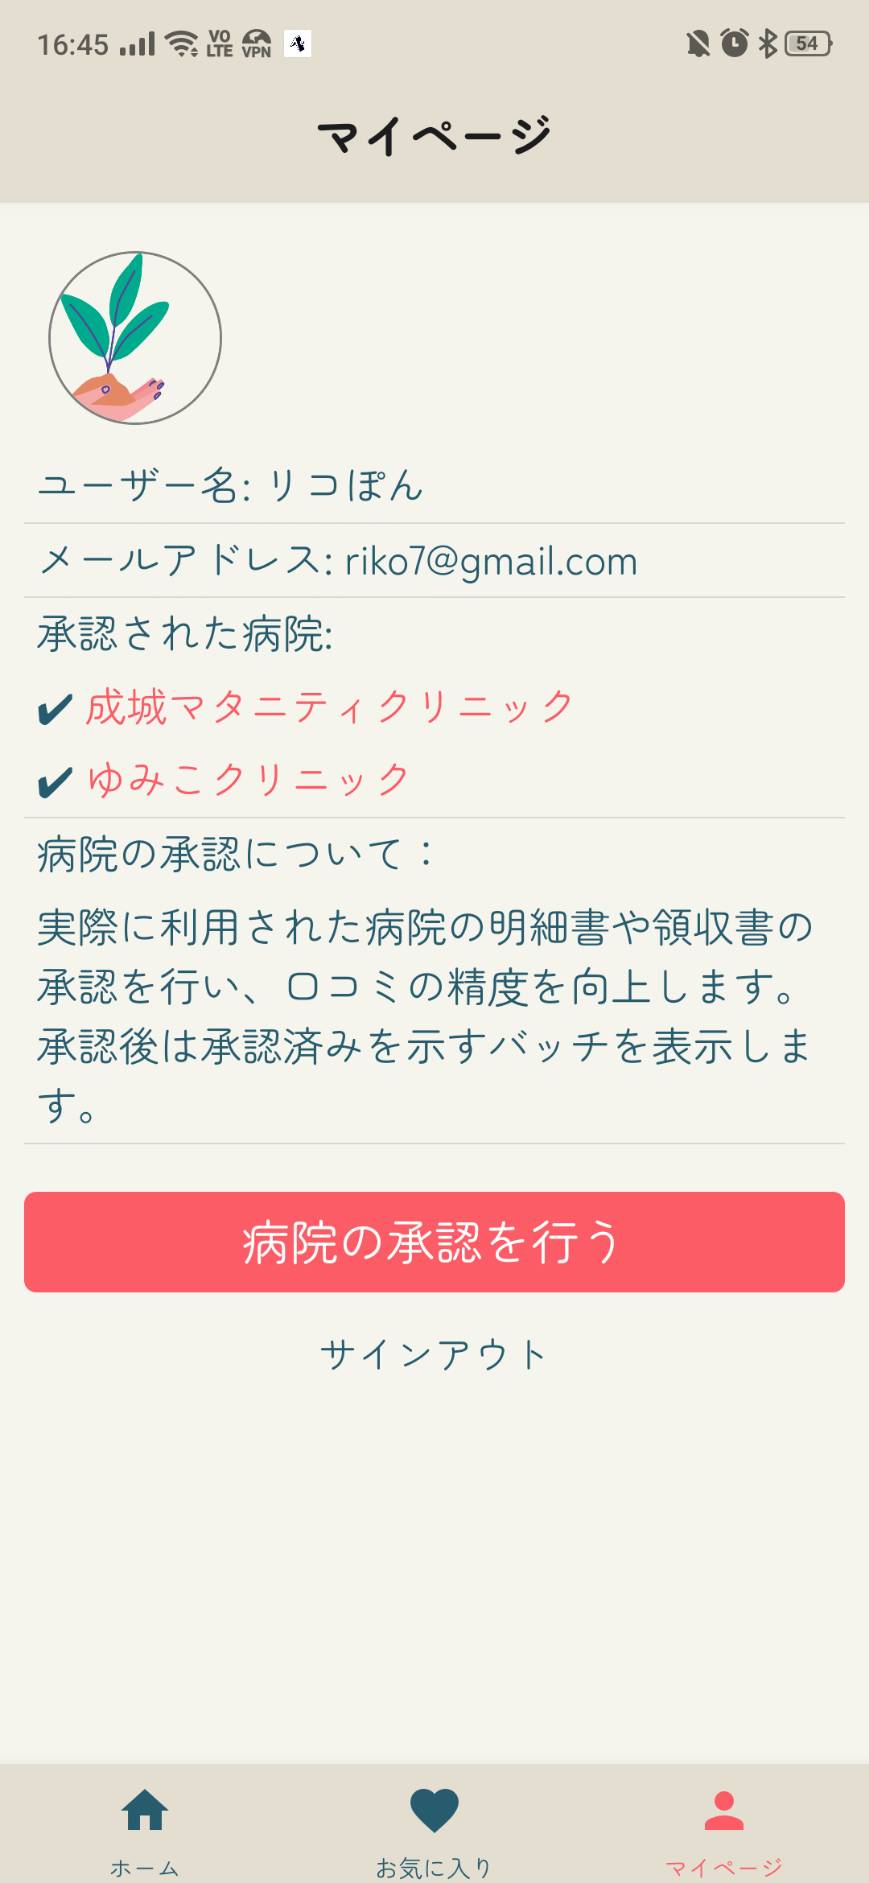 16:45 VO LTE VPN 54
マイページ
ユーザー名: リコぽん
メールアドレス: riko7@gmail.com
承認された病院:
✔ 成城マタニティクリニック
✔ ゆみこクリニック
病院の承認について：
実際に利用された病院の明細書や領収書の
承認を行い、口コミの精度を向上します。
承認後は承認済みを示すバッチを表示しま
す。
病院の承認を行う
サインアウト
ホーム お気に入り マイページ